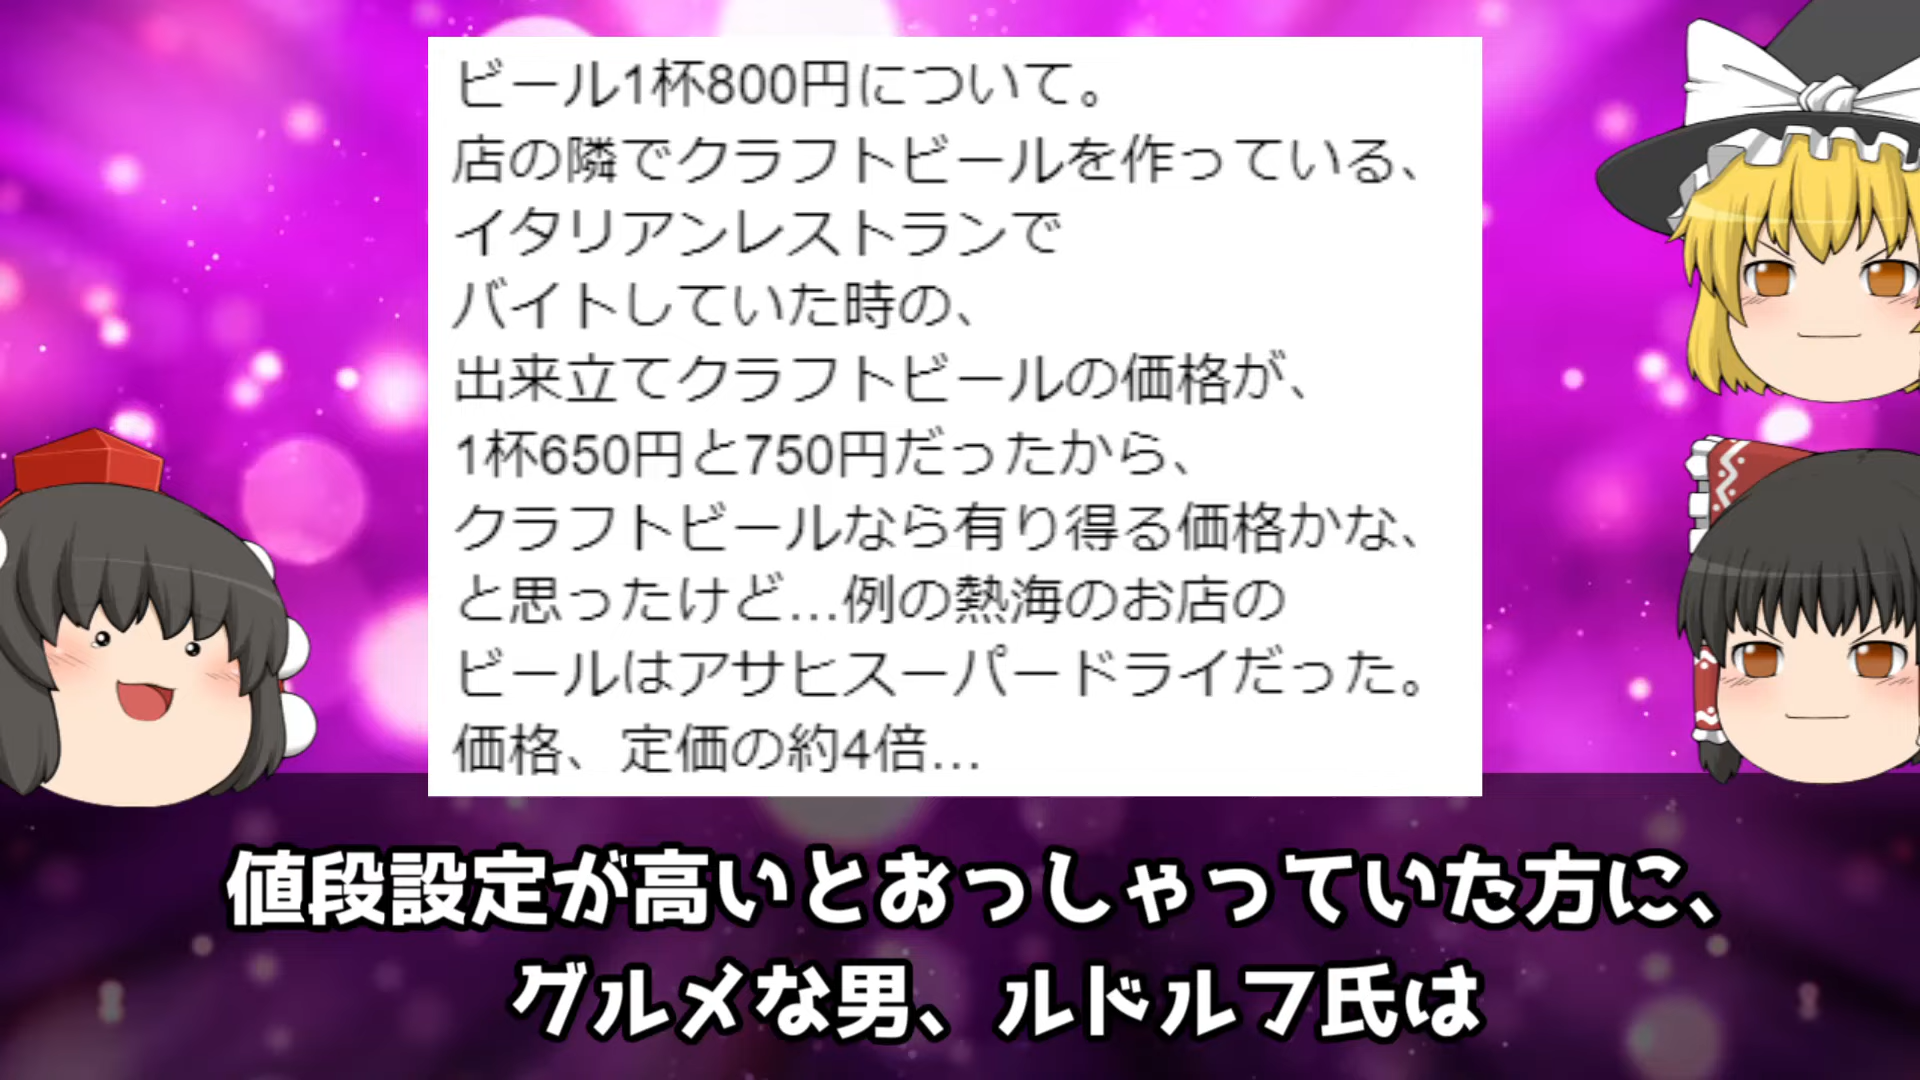 ビール1杯800円について。
店の隣でクラフトビールを作っている、
イタリアンレストランで
バイトしていた時の、
出来立てクラフトビールの価格が、
1杯650円と750円だったから、
クラフトビールなら有り得る価格かな、
と思ったけど…例の熱海のお店の
ビールはアサヒスーパードライだった。
価格、定価の約4倍…
値段設定が高いとおっしゃっていた方に、
グルメな男、ルドルフ氏は